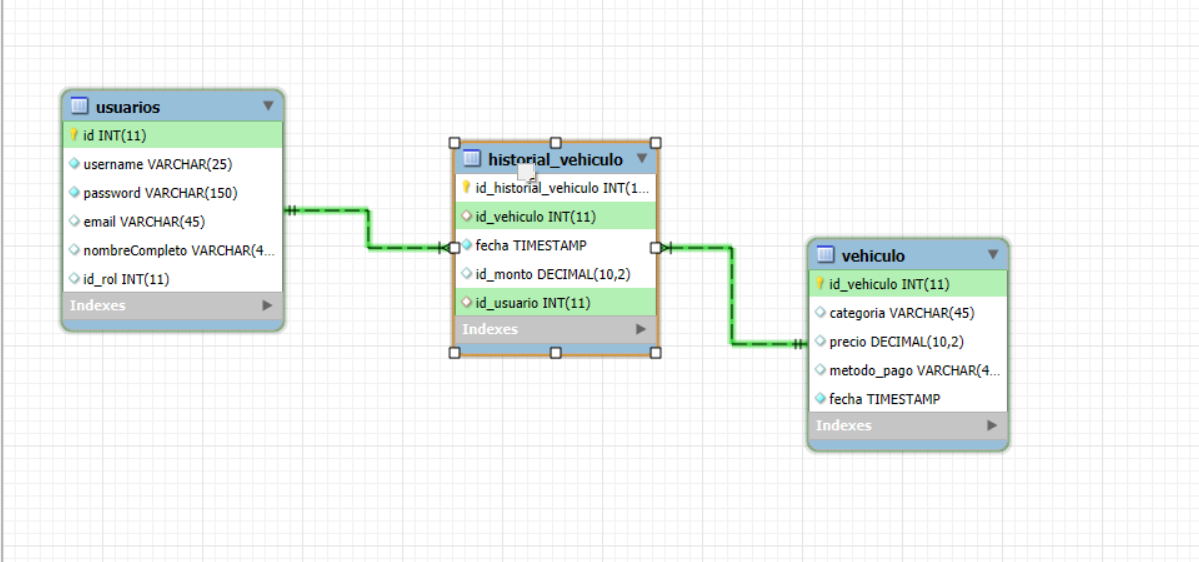 usuarios
id INT(11)
username VARCHAR(25)
password VARCHAR(150)
email VARCHAR(45)
nombreCompleto VARCHAR(4...
id_rol INT(11)
Indexes
historial_vehiculo
id_historial_vehiculo INT(1...
id_vehiculo INT(11)
fecha TIMESTAMP
id_monto DECIMAL(10,2)
id_usuario INT(11)
Indexes
vehiculo
id_vehiculo INT(11)
categoria VARCHAR(45)
precio DECIMAL(10,2)
metodo_pago VARCHAR(4...
fecha TIMESTAMP
Indexes